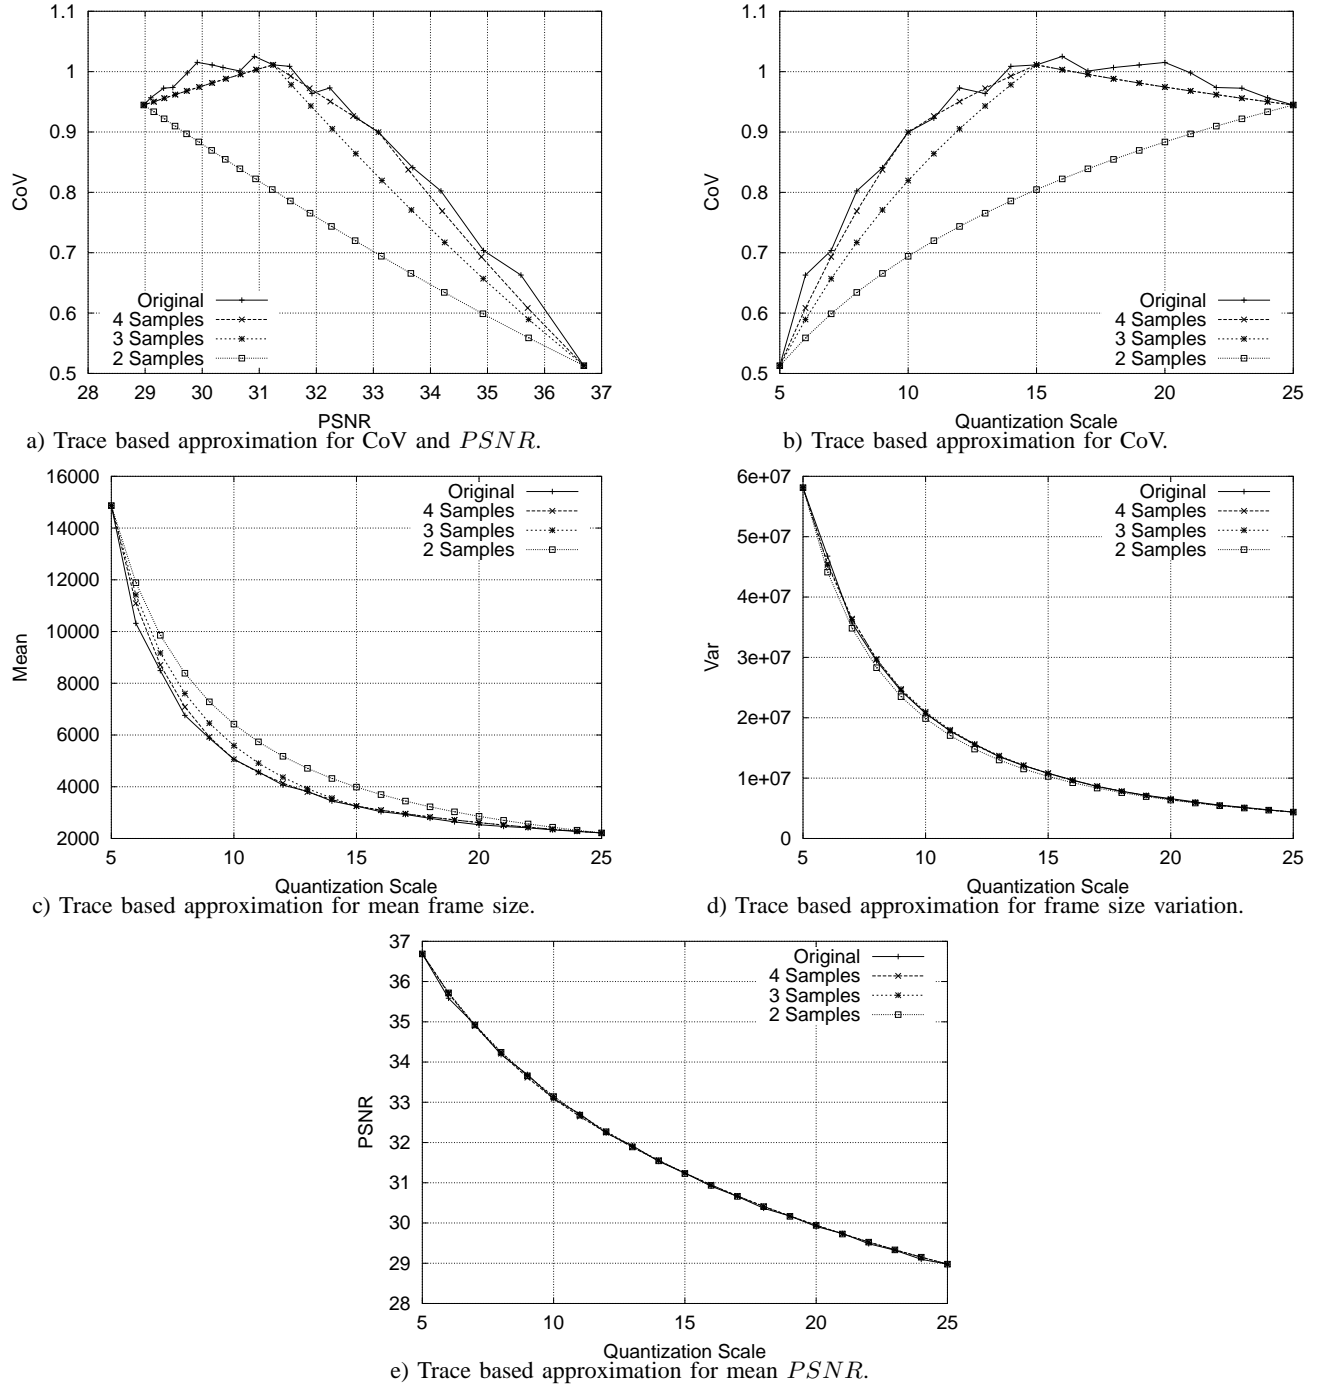 1.1
1
0.9
0.8
0.7
0.6
0.5
CoV
28 29 30 31 32 33 34 35 36 37
PSNR
Original
4 Samples
3 Samples
2 Samples
a) Trace based approximation for CoV and PSNR.
1.1
1
0.9
0.8
0.7
0.6
0.5
CoV
5 10 15 20 25
Quantization Scale
Original
4 Samples
3 Samples
2 Samples
b) Trace based approximation for CoV.
16000
14000
12000
10000
8000
6000
4000
2000
Mean
5 10 15 20 25
Quantization Scale
Original
4 Samples
3 Samples
2 Samples
c) Trace based approximation for mean frame size.
6e+07
5e+07
4e+07
3e+07
2e+07
1e+07
0
Var
5 10 15 20 25
Quantization Scale
Original
4 Samples
3 Samples
2 Samples
d) Trace based approximation for frame size variation.
37
36
35
34
33
32
31
30
29
28
PSNR
5 10 15 20 25
Quantization Scale
Original
4 Samples
3 Samples
2 Samples
e) Trace based approximation for mean PSNR.